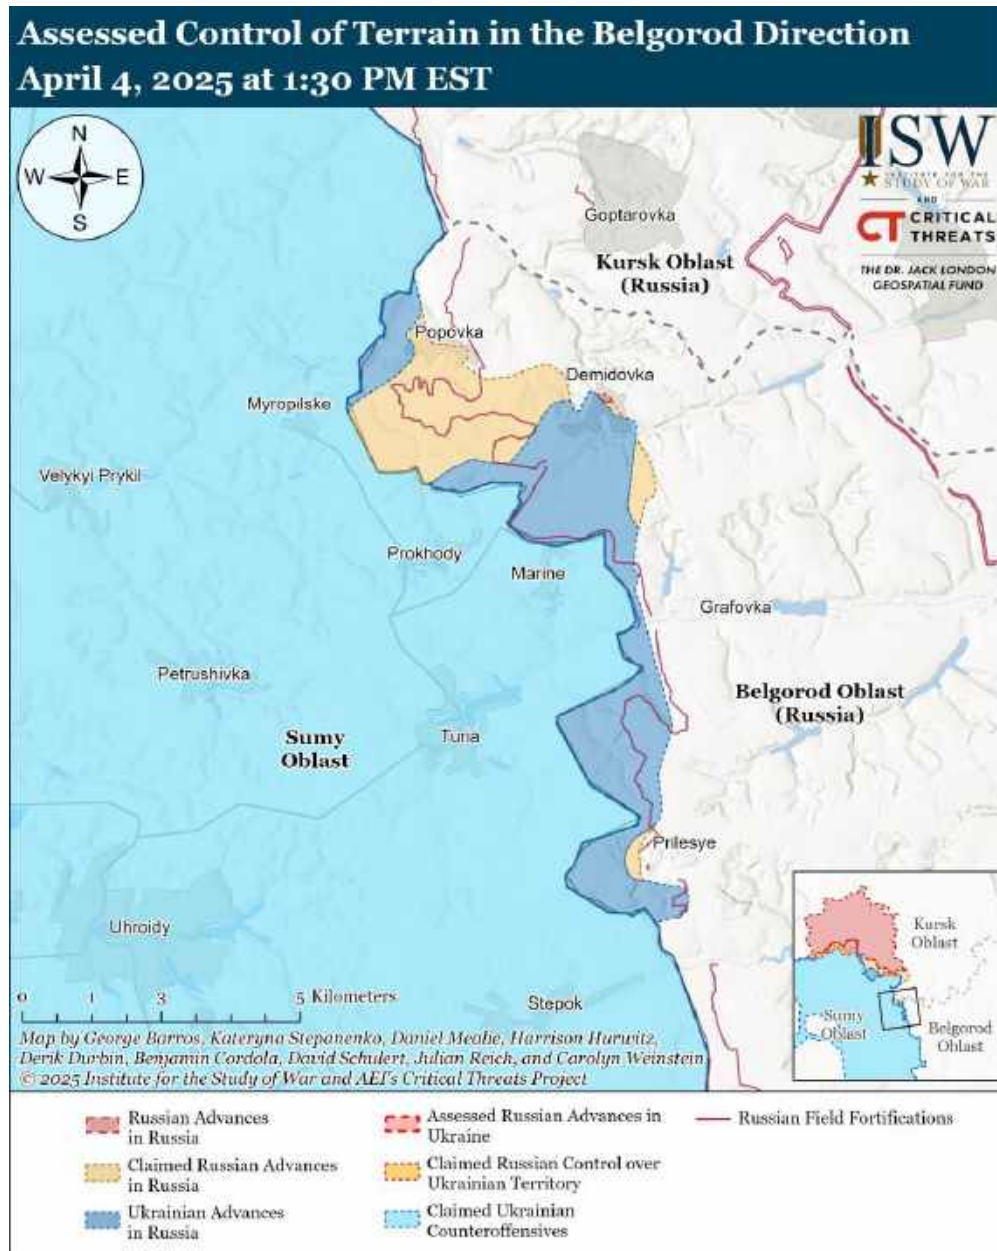 Assessed Control of Terrain in the Belgorod Direction
April 4, 2025 at 1:30 PM EST
N
W E
S
ISW
INSTITUTE FOR THE
STUDY OF WAR
AND
CT CRITICAL
THREATS
THE DR. JACK LONDON
GEOSPATIAL FUND
Goptarovka
Kursk Oblast
(Russia)
Popovka
Demidovka
Myropilske
Velykyi Prykil
Prokhody
Marine
Grafovka
Petrushivka
Belgorod Oblast
(Russia)
Sumy
Oblast
Turia
Prilesye
Uhroidy
Stepok
Kursk
Oblast
Sumy
Oblast
Belgorod
Oblast
0 1 3 5 Kilometers
Map by George Barros, Kateryna Stepanenko, Daniel Mealie, Harrison Hurwitz,
Derik Durbin, Benjamin Cordola, David Schulert, Julian Reich, and Carolyn Weinstein
© 2025 Institute for the Study of War and AEI's Critical Threats Project
Russian Advances
in Russia
Claimed Russian Advances
in Russia
Ukrainian Advances
in Russia
Assessed Russian Advances in
Ukraine
Claimed Russian Control over
Ukrainian Territory
Claimed Ukrainian
Counteroffensives
Russian Field Fortifications